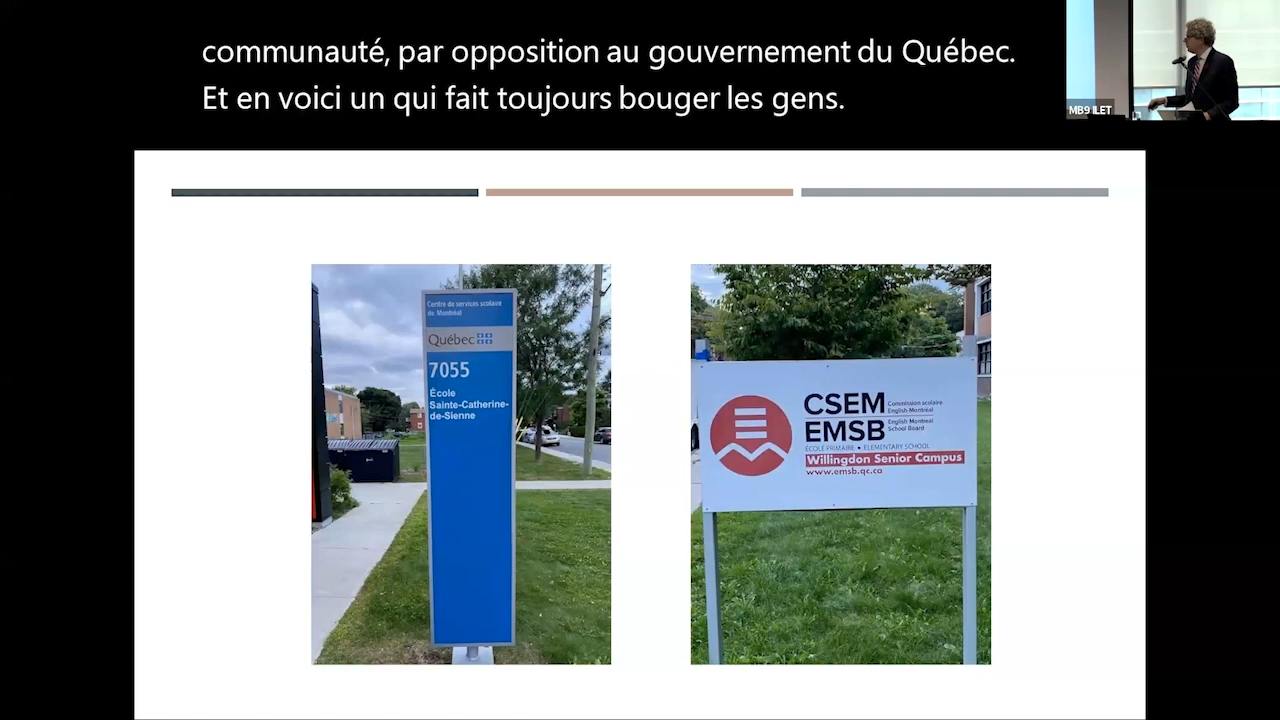 communauté, par opposition au gouvernement du Québec.
Et en voici un qui fait toujours bouger les gens.
MB9 ILET
Centre de services scolaire
de Montréal
Québec
7055
École
Sainte-Catherine-
de-Sienne
CSEM
Commission scolaire
English-Montréal
EMSB
English Montreal
School Board
ÉCOLE PRIMAIRE • ELEMENTARY SCHOOL
Willingdon Senior Campus
www.emsb.qc.ca